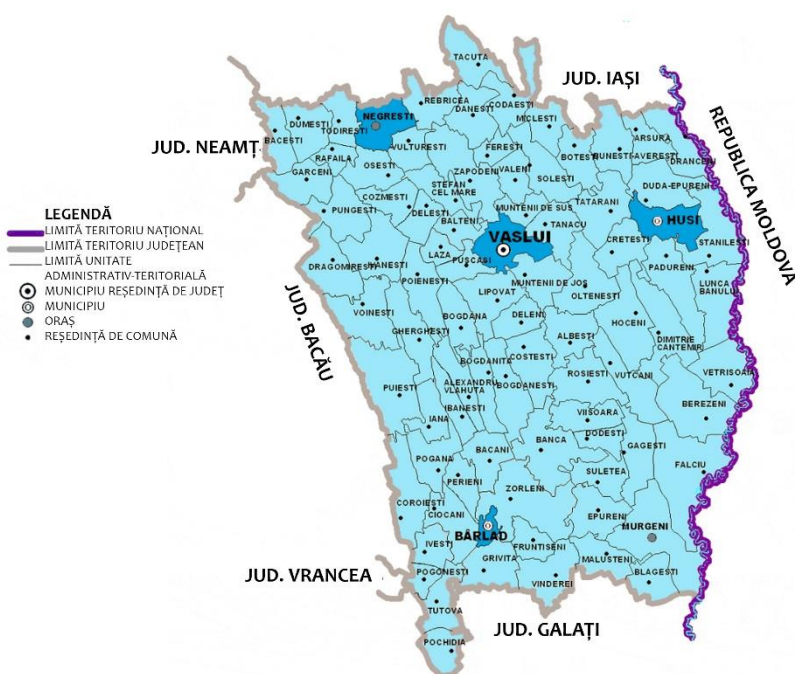 JUD. IAȘI
TACUTA
REBRICEA
CODAESTI
DANESTI
NEGRESTI
MICLESTI
DUMESTI
TODIRESTI
BACESTI
ARSURA
REPUBLICA MOLDOVA
JUD. NEAMȚ
VULTURESTI
FERESTI
BOTESTI
BUNESTI-AVERESTI
DRANCENI
RAFAILA
GARCENI
OSESTI
ZAPODENI
VALENI
SOLESTI
DUDA-EPURENI
STEFAN
CEL MARE
COZMESTI
DELESTI
PUNGESTI
BALTENI
MUNTENII DE SUS
TANACU
TATARANI
HUSI
VASLUI
CRETESTI
STANILESTI
LAZA
PUSCASI
DRAGOMIRESTI
IVANESTI
POIENESTI
PADURENI
LUNCA
BANULUI
MUNTENII DE JOS
OLTENESTI
LIPOVAT
LEGENDĂ
LIMITĂ TERITORIU NAȚIONAL
LIMITĂ TERITORIU JUDEȚEAN
LIMITĂ UNITATE
ADMINISTRATIV-TERITORIALĂ
MUNICIPIU REȘEDINȚĂ DE JUDEȚ
MUNICIPIU
ORAȘ
REȘEDINȚĂ DE COMUNĂ
JUD. BACĂU
VOINESTI
BOGDANA
DELENI
HOCENI
GHERGHESTI
ALBESTI
DIMITRIE
CANTEMIR
COSTESTI
BOGDANITA
PUIESTI
ALEXANDRU
VLAHUTA
BOGDANESTI
ROSIESTI
VUTCANI
VETRISOAIA
BEREZENI
IBANESTI
IANA
VIISOARA
DODESTI
BANCA
GAGESTI
BACANI
POGANA
PERIENI
SULETEA
FALCIU
ZORLENI
COROIESTI
CIOCANI
EPURENI
MURGENI
BÂRLAD
IVESTI
FRUNTISENI
GRIVITA
MALUSTENI
POGONESTI
VINDEREI
BLAGESTI
JUD. VRANCEA
TUTOVA
JUD. GALAȚI
POCHIDIA